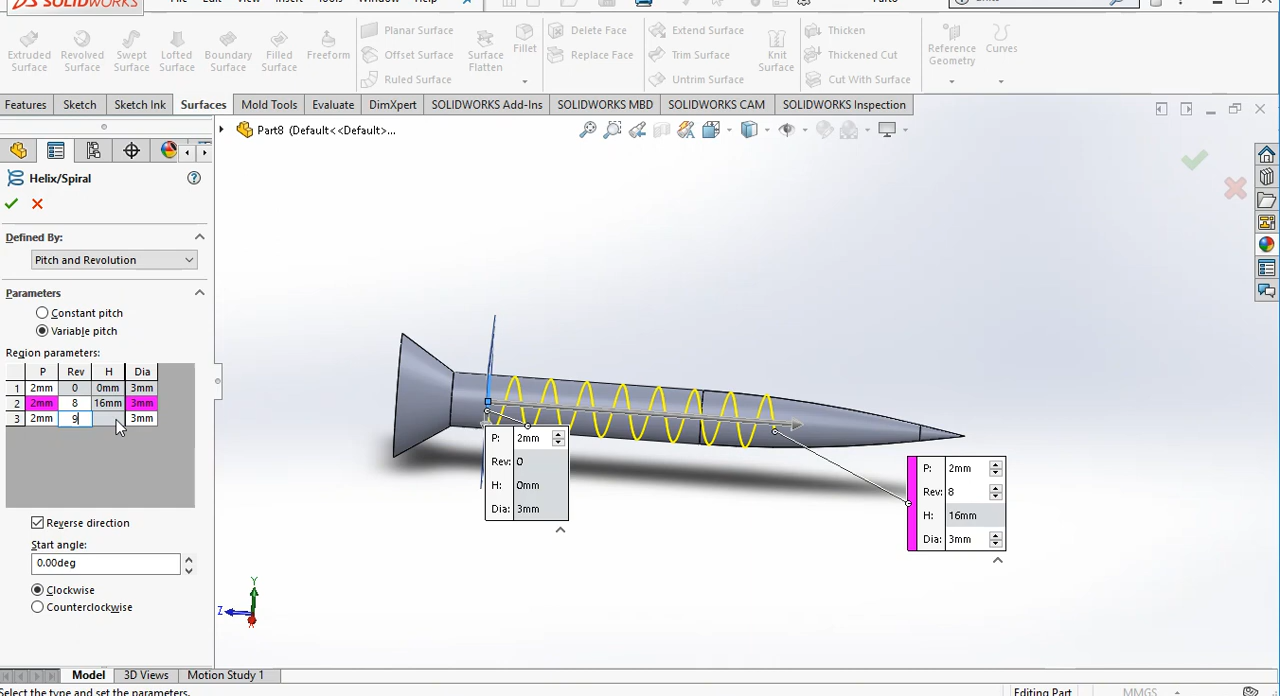 SOLIDWORKS
Extruded Surface
Revolved Surface
Swept Surface
Lofted Surface
Boundary Surface
Filled Surface
Freeform
Planar Surface
Offset Surface
Ruled Surface
Surface Flatten
Fillet
Delete Face
Replace Face
Extend Surface
Trim Surface
Untrim Surface
Knit Surface
Thicken
Thickened Cut
Cut With Surface
Reference Geometry
Curves
Features Sketch Sketch Ink Surfaces Mold Tools Evaluate DimXpert SOLIDWORKS Add-Ins SOLIDWORKS MBD SOLIDWORKS CAM SOLIDWORKS Inspection
Part8 (Default<<Default>...
Helix/Spiral
Defined By:
Pitch and Revolution
Parameters
Constant pitch
Variable pitch
Region parameters:
P Rev H Dia
1 2mm 0 0mm 3mm
2 2mm 8 16mm 3mm
3 2mm 9 3mm
Reverse direction
Start angle:
0.00deg
Clockwise
Counterclockwise
P: 2mm
Rev: 0
H: 0mm
Dia: 3mm
P: 2mm
Rev: 8
H: 16mm
Dia: 3mm
Y
Z
Model 3D Views Motion Study 1
Select the type and set the parameters.
Editing Part
MMGS